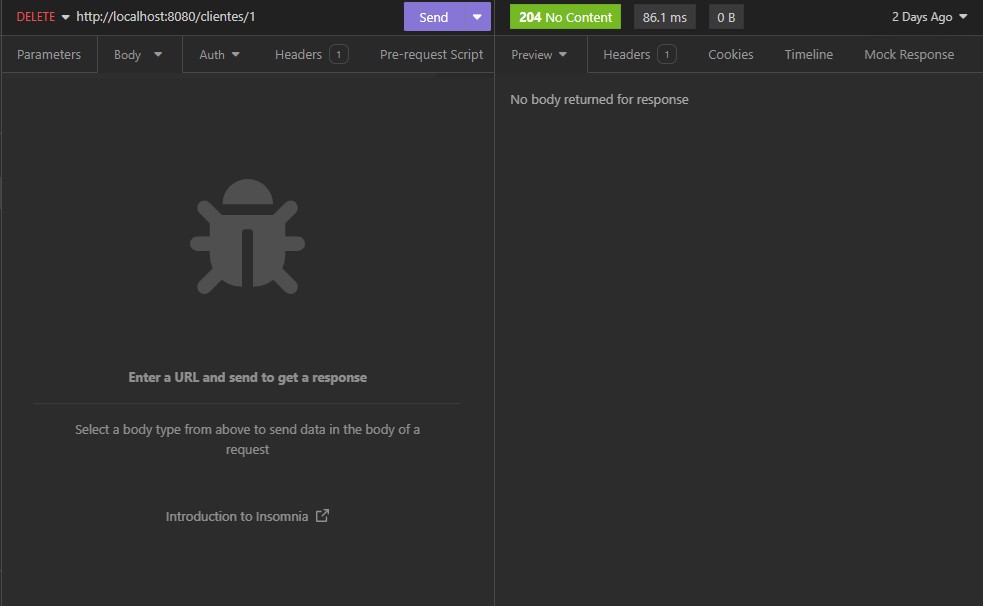 DELETE http://localhost:8080/clientes/1 Send 204 No Content 86.1 ms 0 B 2 Days Ago
Parameters Body Auth Headers 1 Pre-request Script Preview Headers 1 Cookies Timeline Mock Response
No body returned for response
Enter a URL and send to get a response
Select a body type from above to send data in the body of a
request
Introduction to Insomnia